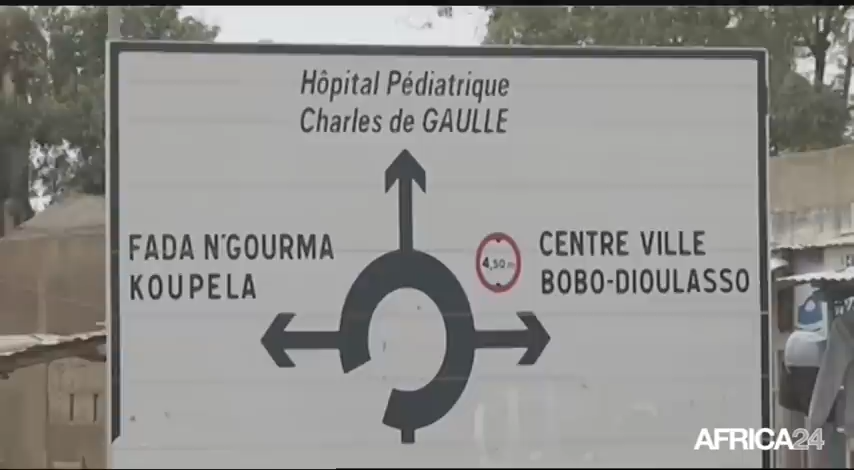 Hôpital Pédiatrique
Charles de GAULLE
FADA N'GOURMA
KOUPELA
4,50 m
CENTRE VILLE
BOBO-DIOULASSO
AFRICA24